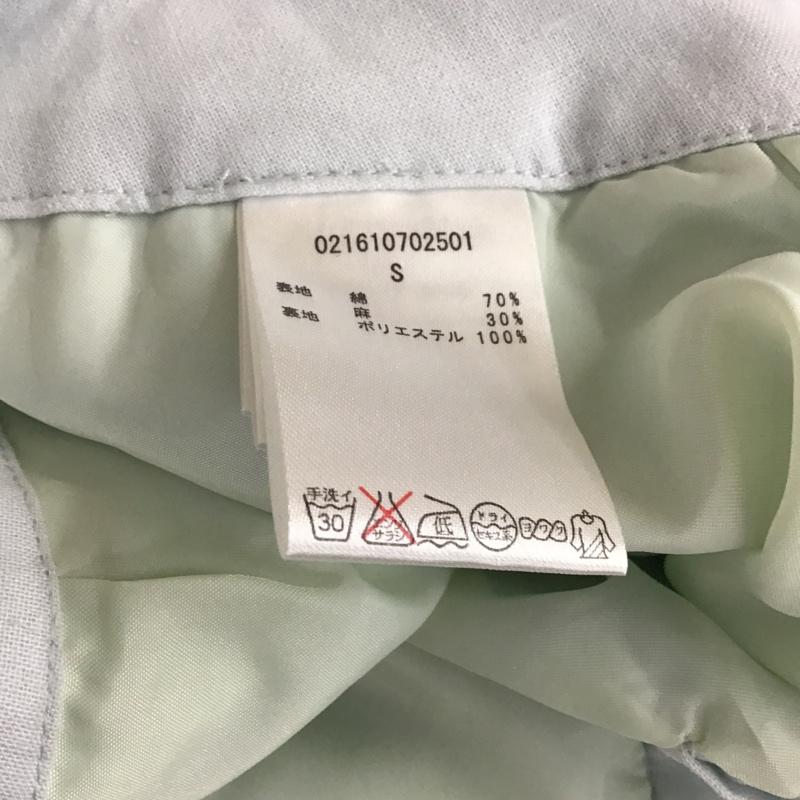 021610702501
S
表地 綿 70%
裏地 麻 30%
ポリエステル 100%
手洗イ
30
エンソ
サラシ
低
ドライ
セキユ系
ヨワク